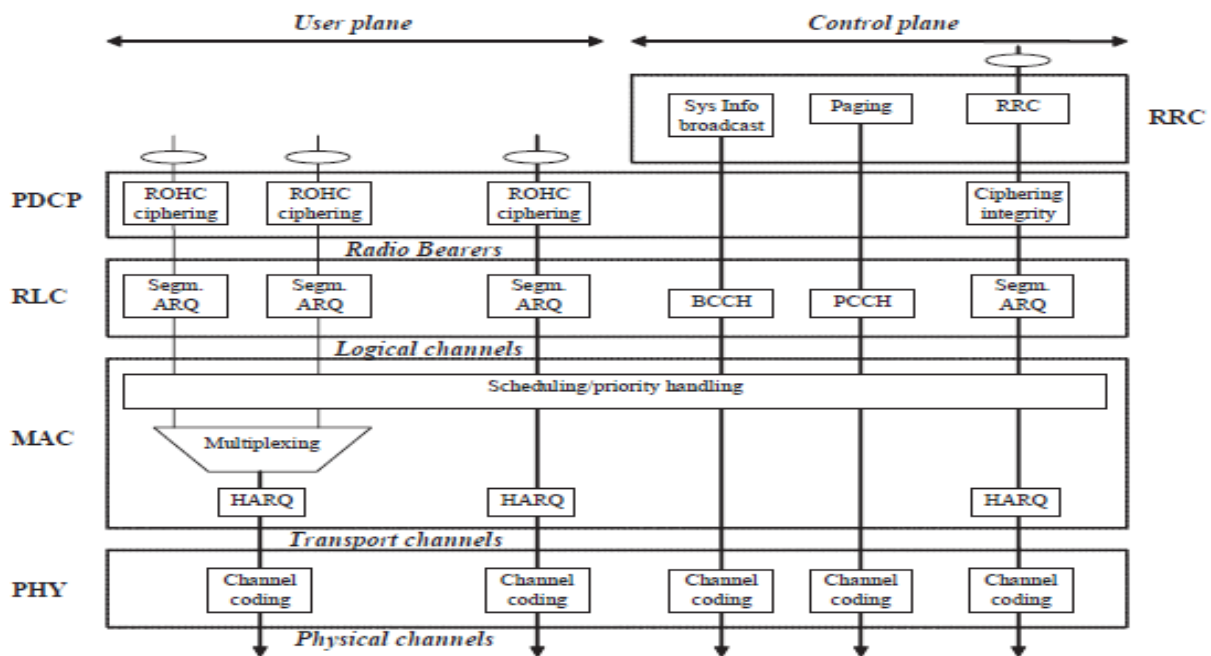 User plane
Control plane
Sys Info
broadcast
Paging
RRC
RRC
PDCP
ROHC
ciphering
ROHC
ciphering
ROHC
ciphering
Ciphering
integrity
Radio Bearers
RLC
Segm.
ARQ
Segm.
ARQ
Segm.
ARQ
BCCH
PCCH
Segm.
ARQ
Logical channels
Scheduling/priority handling
MAC
Multiplexing
HARQ
HARQ
HARQ
Transport channels
PHY
Channel
coding
Channel
coding
Channel
coding
Channel
coding
Channel
coding
Physical channels